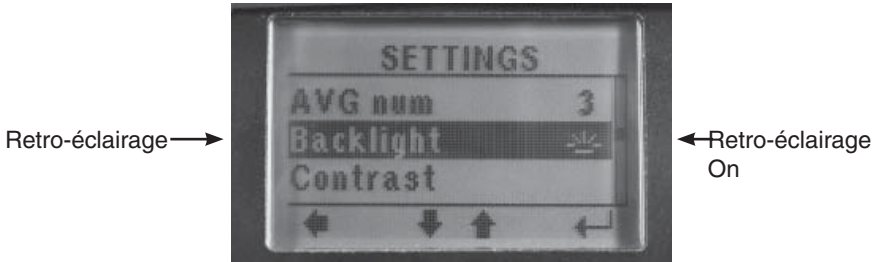 SETTINGS
AVG num 3
Retro-éclairage
Backlight
Retro-éclairage
On
Contrast